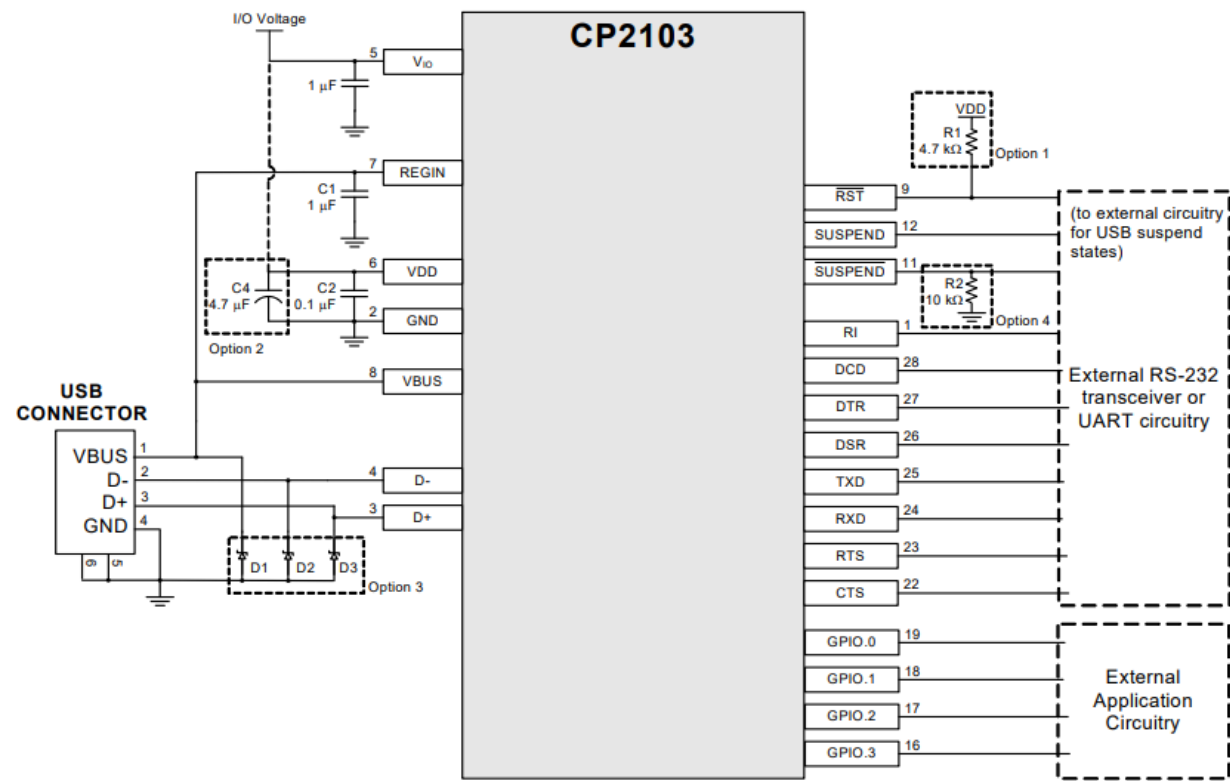 I/O Voltage
CP2103
5
V_IO
1 μF
VDD
R1
4.7 kΩ
Option 1
7
REGIN
C1
1 μF
RST
9
(to external circuitry
for USB suspend
states)
SUSPEND
12
6
VDD
SUSPEND
11
C4
4.7 μF
C2
0.1 μF
R2
10 kΩ
2
GND
Option 4
Option 2
RI
1
8
VBUS
DCD
28
External RS-232
transceiver or
UART circuitry
USB
CONNECTOR
DTR
27
DSR
26
VBUS
1
D-
2
D+
3
GND
4
6
5
4
D-
3
D+
TXD
25
RXD
24
D1
D2
D3
Option 3
RTS
23
CTS
22
GPIO.0
19
GPIO.1
18
GPIO.2
17
GPIO.3
16
External
Application
Circuitry